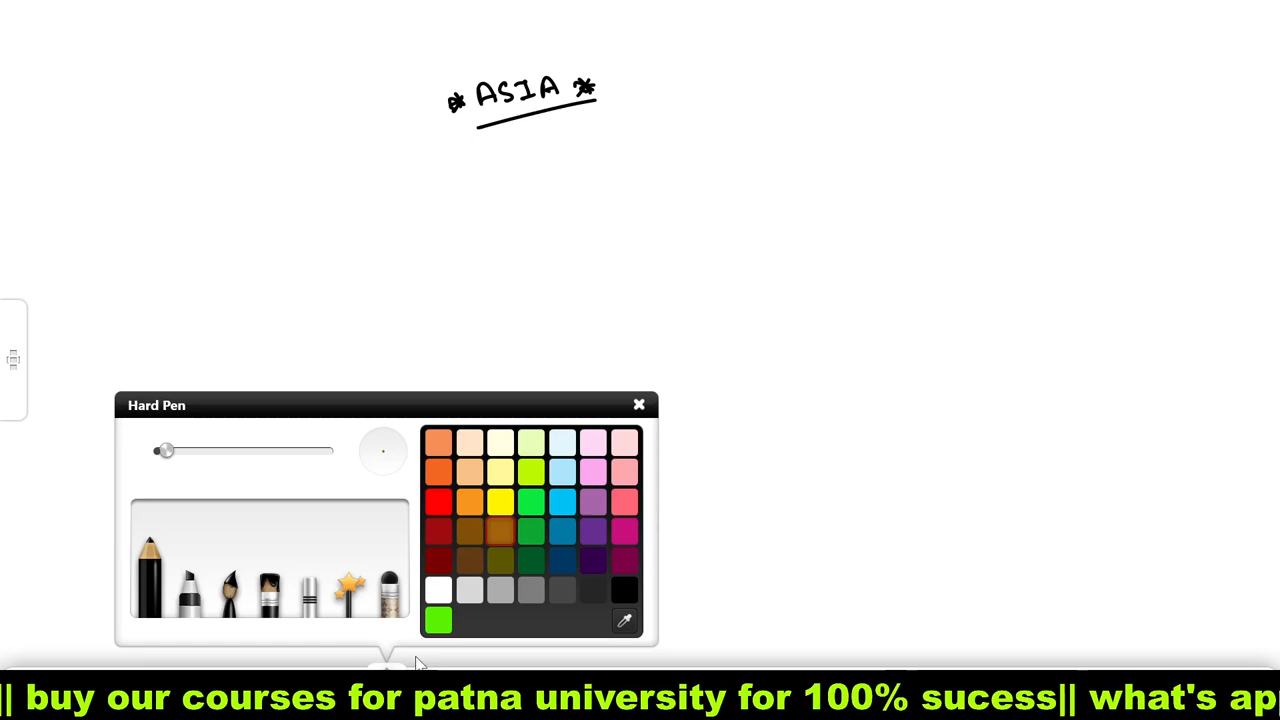 * ASIA *
Hard Pen
|| buy our courses for patna university for 100% sucess|| what's ap